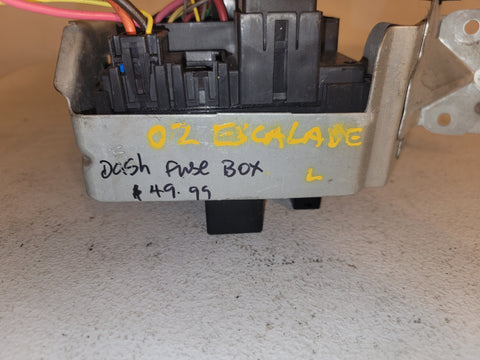 02 ESCALADE
Dash Fuse Box L
$49.99